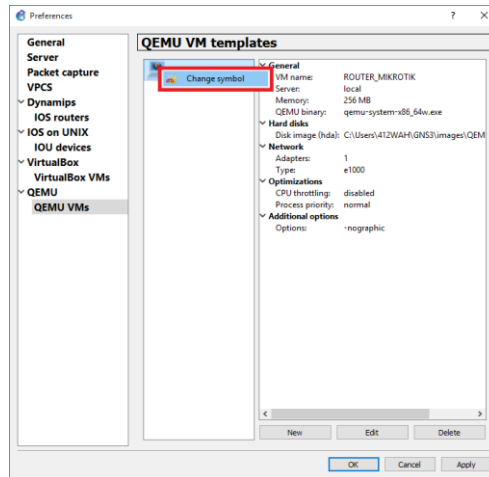 Preferences
?
General
Server
Packet capture
VPCS
Dynamips
IOS routers
IOS on UNIX
IOU devices
VirtualBox
VirtualBox VMs
QEMU
QEMU VMs
QEMU VM templates
Change symbol
General
VM name: ROUTER_MIKROTIK
Server: local
Memory: 256 MB
QEMU binary: qemu-system-x86_64w.exe
Hard disks
Disk image (hda): C:\Users\412WAH\GNS3\images\QEM
Network
Adapters: 1
Type: e1000
Optimizations
CPU throttling: disabled
Process priority: normal
Additional options
Options: -nographic
New Edit Delete
OK Cancel Apply